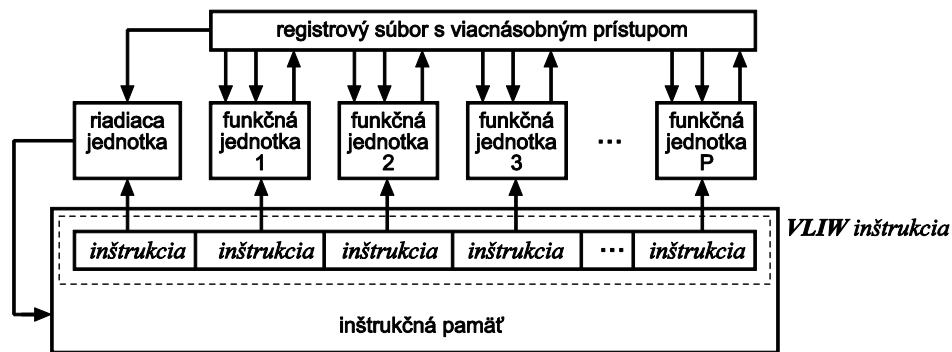 registrový súbor s viacnásobným prístupom
riadiaca
jednotka
funkčná
jednotka
1
funkčná
jednotka
2
funkčná
jednotka
3
...
funkčná
jednotka
P
VLIW inštrukcia
inštrukcia inštrukcia inštrukcia inštrukcia ... inštrukcia
inštrukčná pamäť